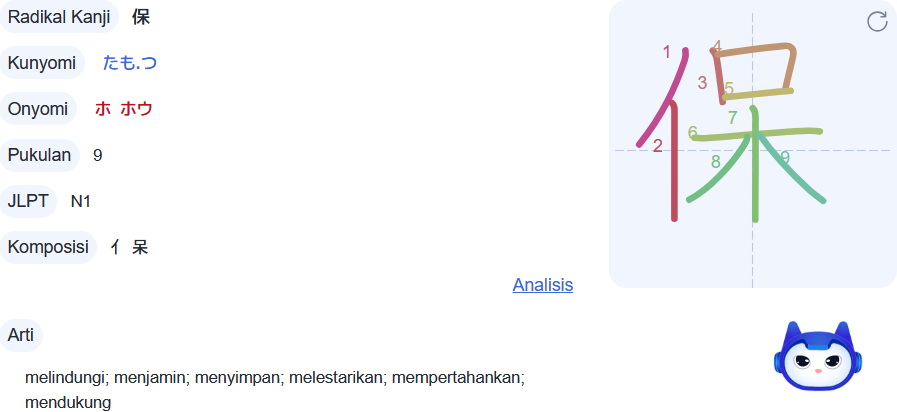 Radikal Kanji 保
Kunyomi たも.つ
Onyomi ホ ホウ
Pukulan 9
JLPT N1
Komposisi 亻 呆
Analisis
Arti
melindungi; menjamin; menyimpan; melestarikan; mempertahankan;
mendukung
保
1
2
3
4
5
6
7
8
9